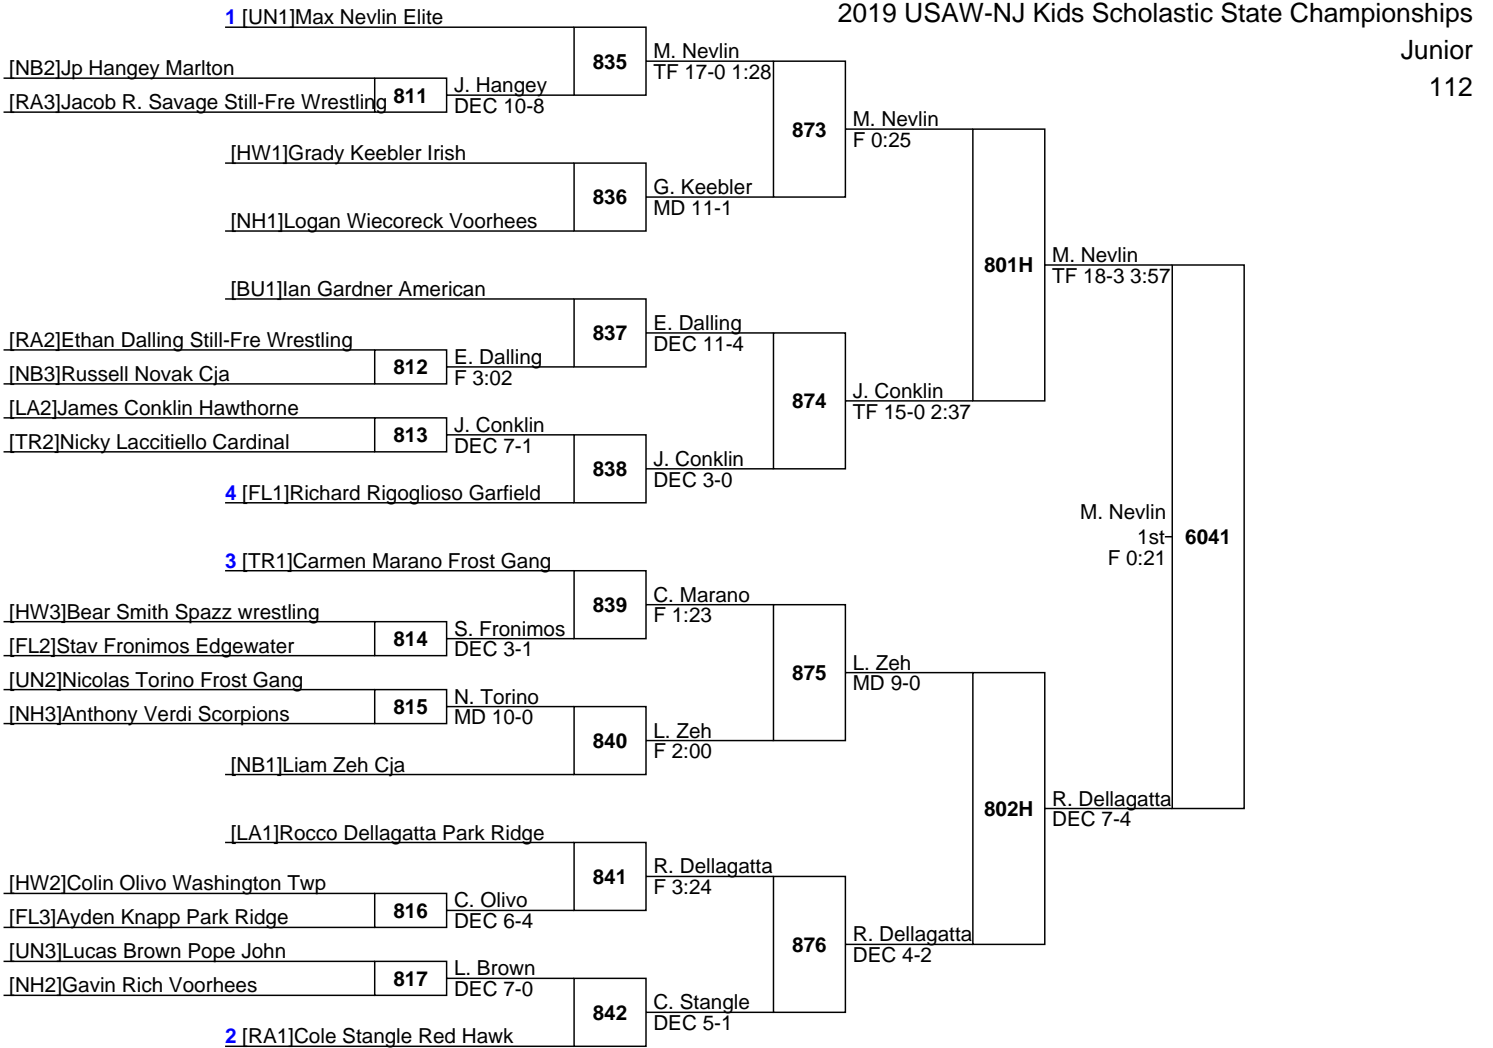 2019 USAW-NJ Kids Scholastic State Championships
Junior
112
1 [UN1]Max Nevlin Elite
[NB2]Jp Hangey Marlton
[RA3]Jacob R. Savage Still-Fre Wrestling
811
J. Hangey
DEC 10-8
835
M. Nevlin
TF 17-0 1:28
[HW1]Grady Keebler Irish
[NH1]Logan Wiecoreck Voorhees
836
G. Keebler
MD 11-1
873
M. Nevlin
F 0:25
[BU1]Ian Gardner American
[RA2]Ethan Dalling Still-Fre Wrestling
[NB3]Russell Novak Cja
812
E. Dalling
F 3:02
837
E. Dalling
DEC 11-4
[LA2]James Conklin Hawthorne
[TR2]Nicky Laccitiello Cardinal
813
J. Conklin
DEC 7-1
4 [FL1]Richard Rigoglioso Garfield
838
J. Conklin
DEC 3-0
874
J. Conklin
TF 15-0 2:37
801H
M. Nevlin
TF 18-3 3:57
3 [TR1]Carmen Marano Frost Gang
[HW3]Bear Smith Spazz wrestling
[FL2]Stav Fronimos Edgewater
814
S. Fronimos
DEC 3-1
839
C. Marano
F 1:23
[UN2]Nicolas Torino Frost Gang
[NH3]Anthony Verdi Scorpions
815
N. Torino
MD 10-0
[NB1]Liam Zeh Cja
840
L. Zeh
F 2:00
875
L. Zeh
MD 9-0
[LA1]Rocco Dellagatta Park Ridge
[HW2]Colin Olivo Washington Twp
[FL3]Ayden Knapp Park Ridge
816
C. Olivo
DEC 6-4
841
R. Dellagatta
F 3:24
[UN3]Lucas Brown Pope John
[NH2]Gavin Rich Voorhees
817
L. Brown
DEC 7-0
2 [RA1]Cole Stangle Red Hawk
842
C. Stangle
DEC 5-1
876
R. Dellagatta
DEC 4-2
802H
R. Dellagatta
DEC 7-4
M. Nevlin
1st
F 0:21
6041